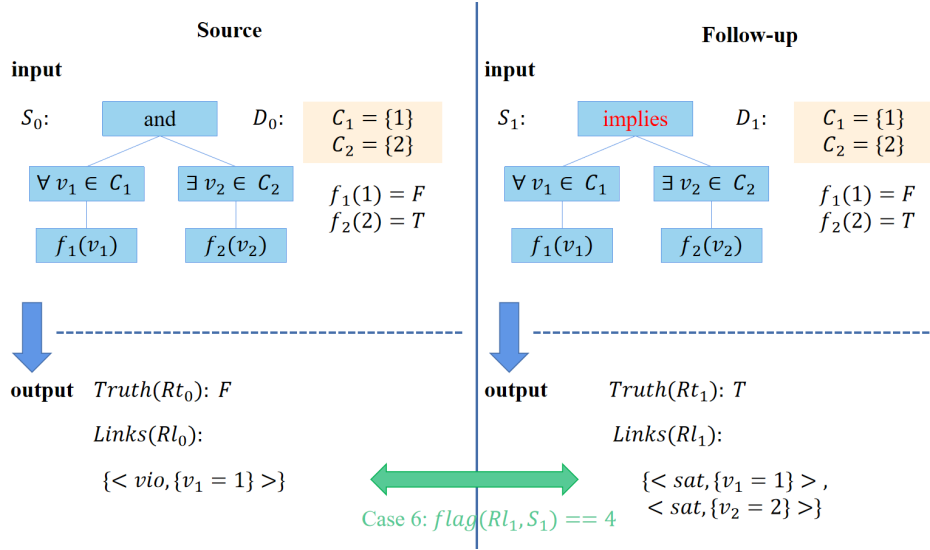 Source
input
S₀:
and
D₀:
C₁ = {1}
C₂ = {2}
∀ v₁ ∈ C₁
∃ v₂ ∈ C₂
f₁(1) = F
f₂(2) = T
f₁(v₁)
f₂(v₂)
output
Truth(Rt₀): F
Links(Rl₀):
{< vio, {v₁ = 1} >}
Follow-up
input
S₁:
implies
D₁:
C₁ = {1}
C₂ = {2}
∀ v₁ ∈ C₁
∃ v₂ ∈ C₂
f₁(1) = F
f₂(2) = T
f₁(v₁)
f₂(v₂)
output
Truth(Rt₁): T
Links(Rl₁):
{< sat, {v₁ = 1} > ,
< sat, {v₂ = 2} >}
Case 6: flag(Rl₁, S₁) == 4